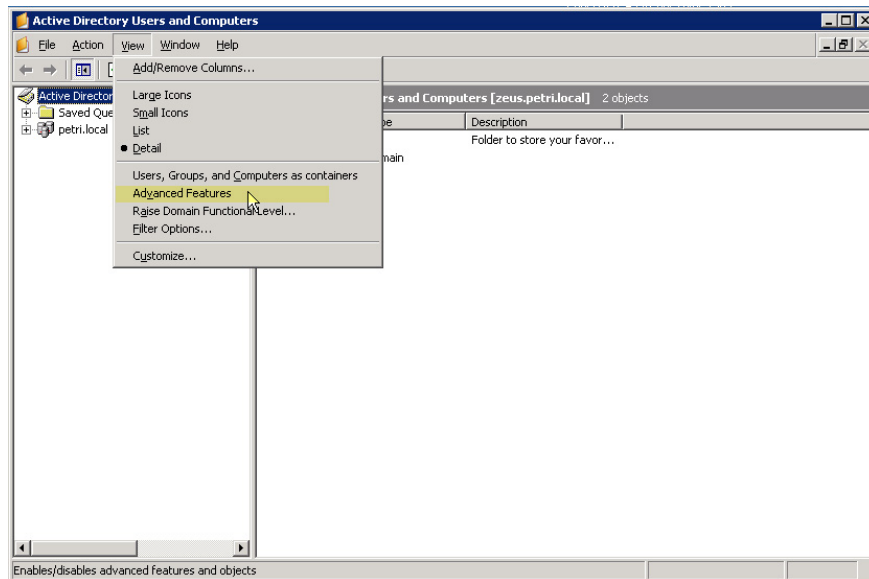 Active Directory Users and Computers
File Action View Window Help
Add/Remove Columns...
Large Icons
Small Icons
List
Detail
Users, Groups, and Computers as containers
Advanced Features
Raise Domain Functional Level...
Filter Options...
Customize...
Active Director
Saved Que
petri.local
rs and Computers [zeus.petri.local] 2 objects
pe Description
Folder to store your favor...
main
Enables/disables advanced features and objects